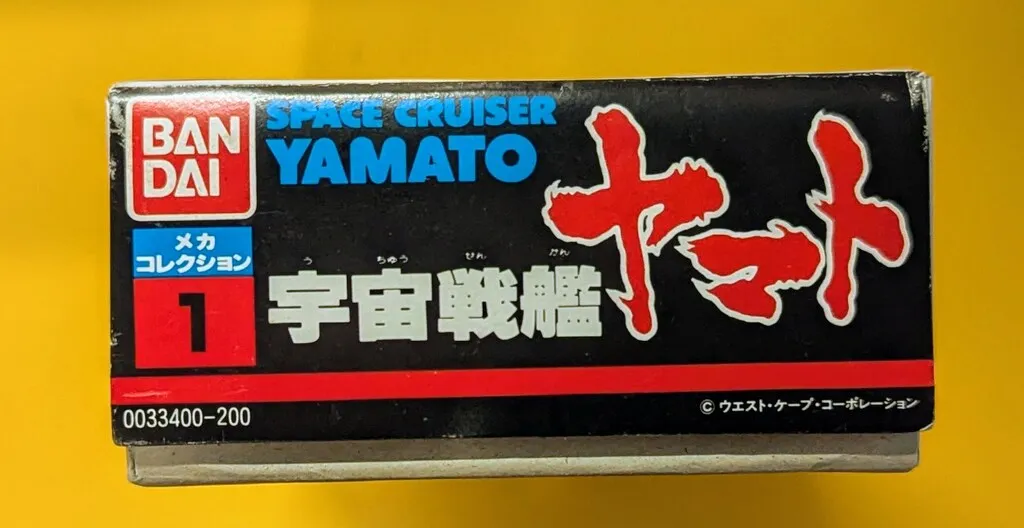 BAN
DAI
SPACE CRUISER
YAMATO
メカ
コレクション
1
う ちゅう せん かん
宇宙戦艦
ヤマト
0033400-200
©ウエスト・ケープ・コーポレーション